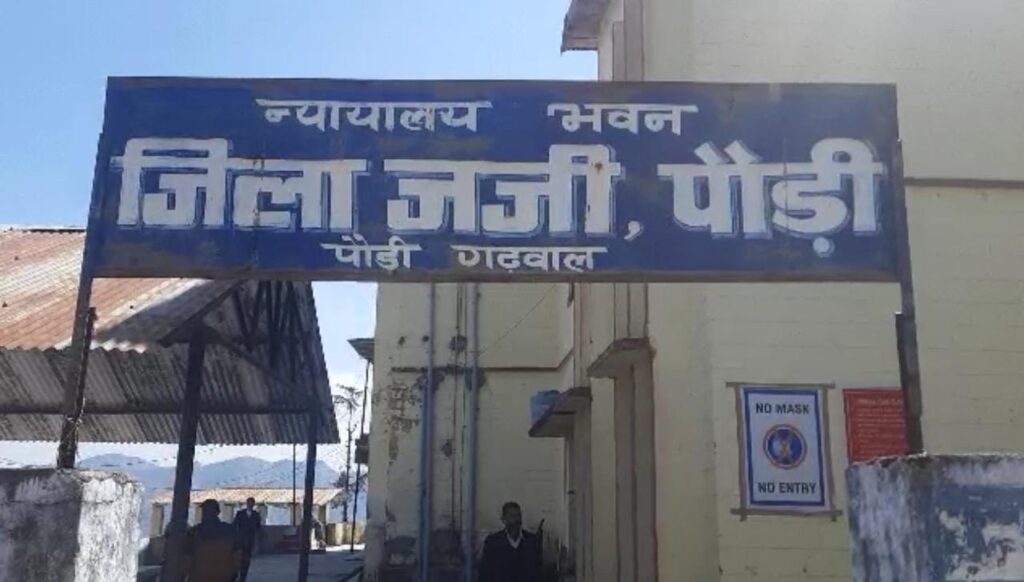 न्यायालय भवन
जिला जजी, पौड़ी
पौड़ी गढ़वाल
NO MASK
NO ENTRY